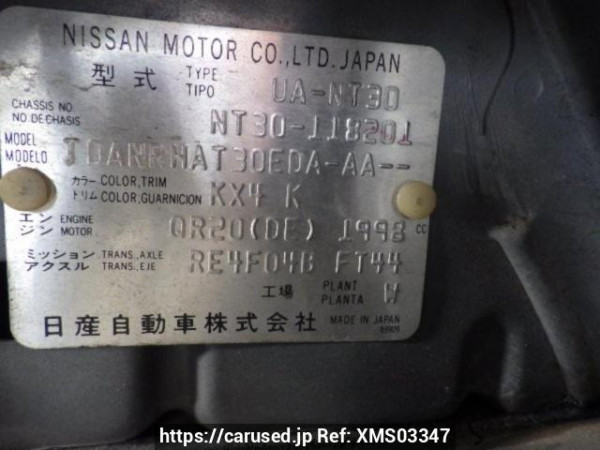 NISSAN MOTOR CO.,LTD. JAPAN
型式 TYPE TIPO UA-NT30
CHASSIS NO. NO.DE CHASIS NT30-118201
MODEL MODELO TDANRHAT30EDA-AA--
カラー COLOR,TRIM
トリム COLOR,GUARNICION KX4 K
エンジン ENGINE MOTOR QR20(DE) 1998 CC
ミッション TRANS.,AXLE
アクスル TRANS.,EJE RE4F04B FT44
工場 PLANT PLANTA W
日産自動車株式会社 MADE IN JAPAN
https://carused.jp Ref: XMS03347